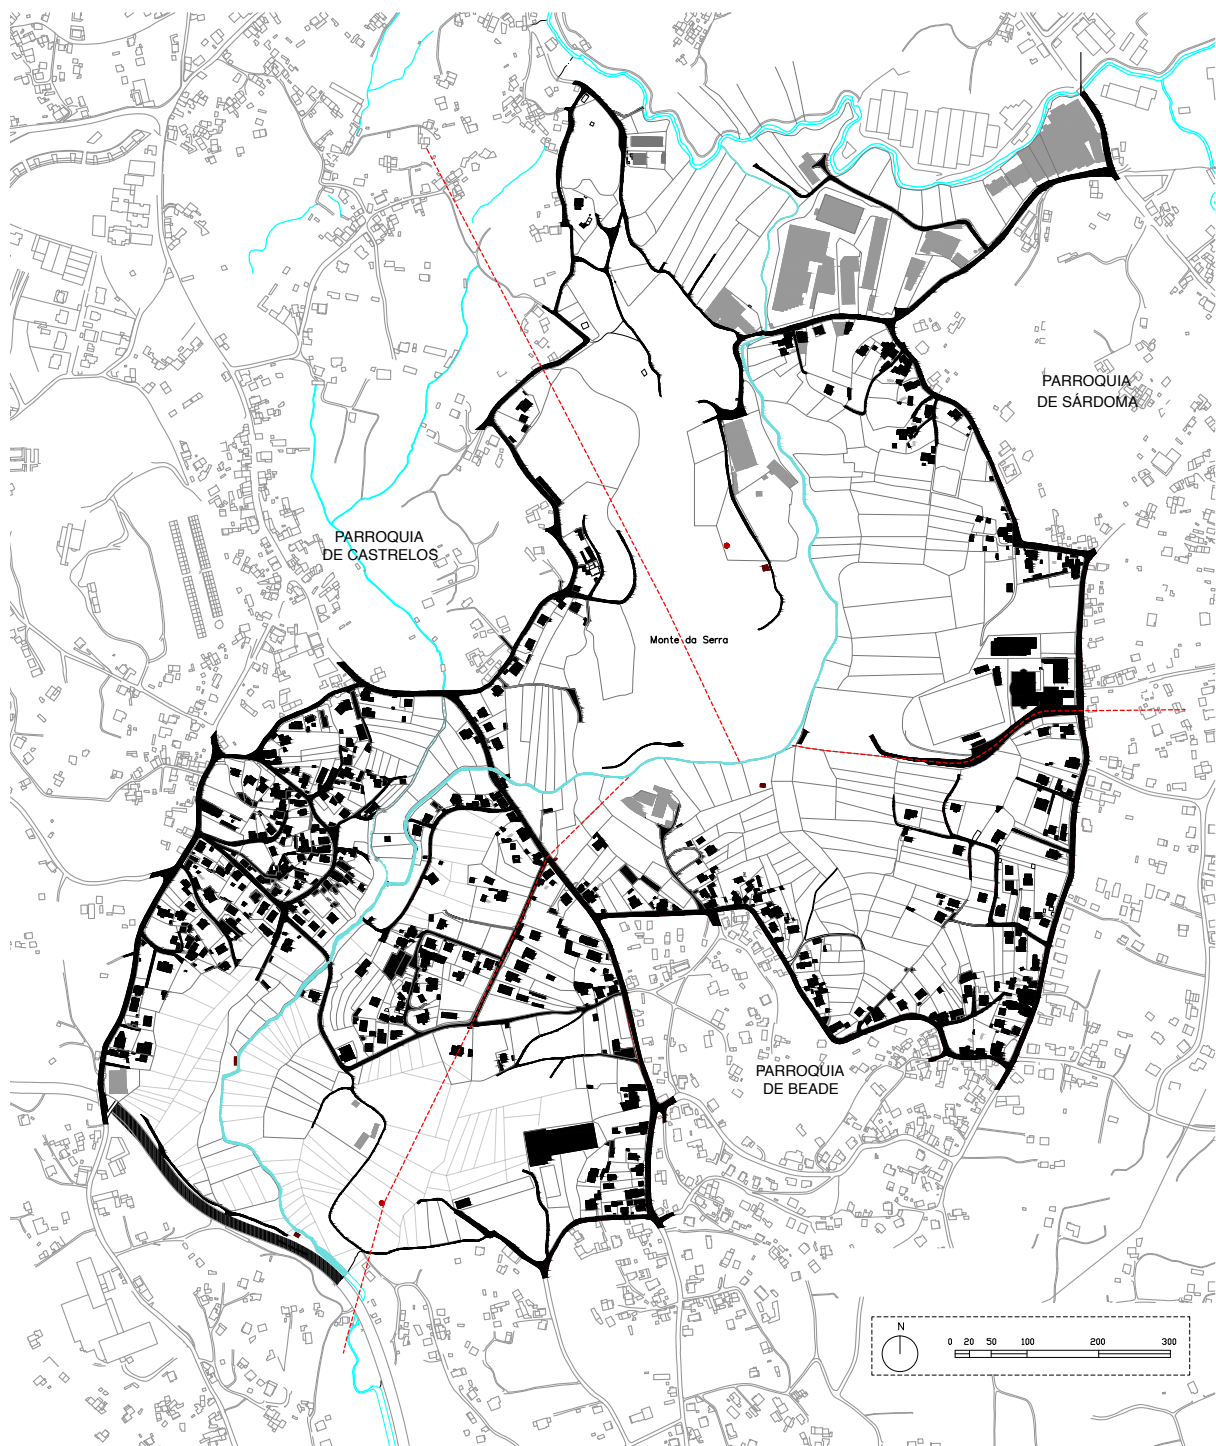 PARROQUIA
DE SÁRDOMA
PARROQUIA
DE CASTRELOS
Monte da Serra
PARROQUIA
DE BEADE
N
0 20 50 100 200 300